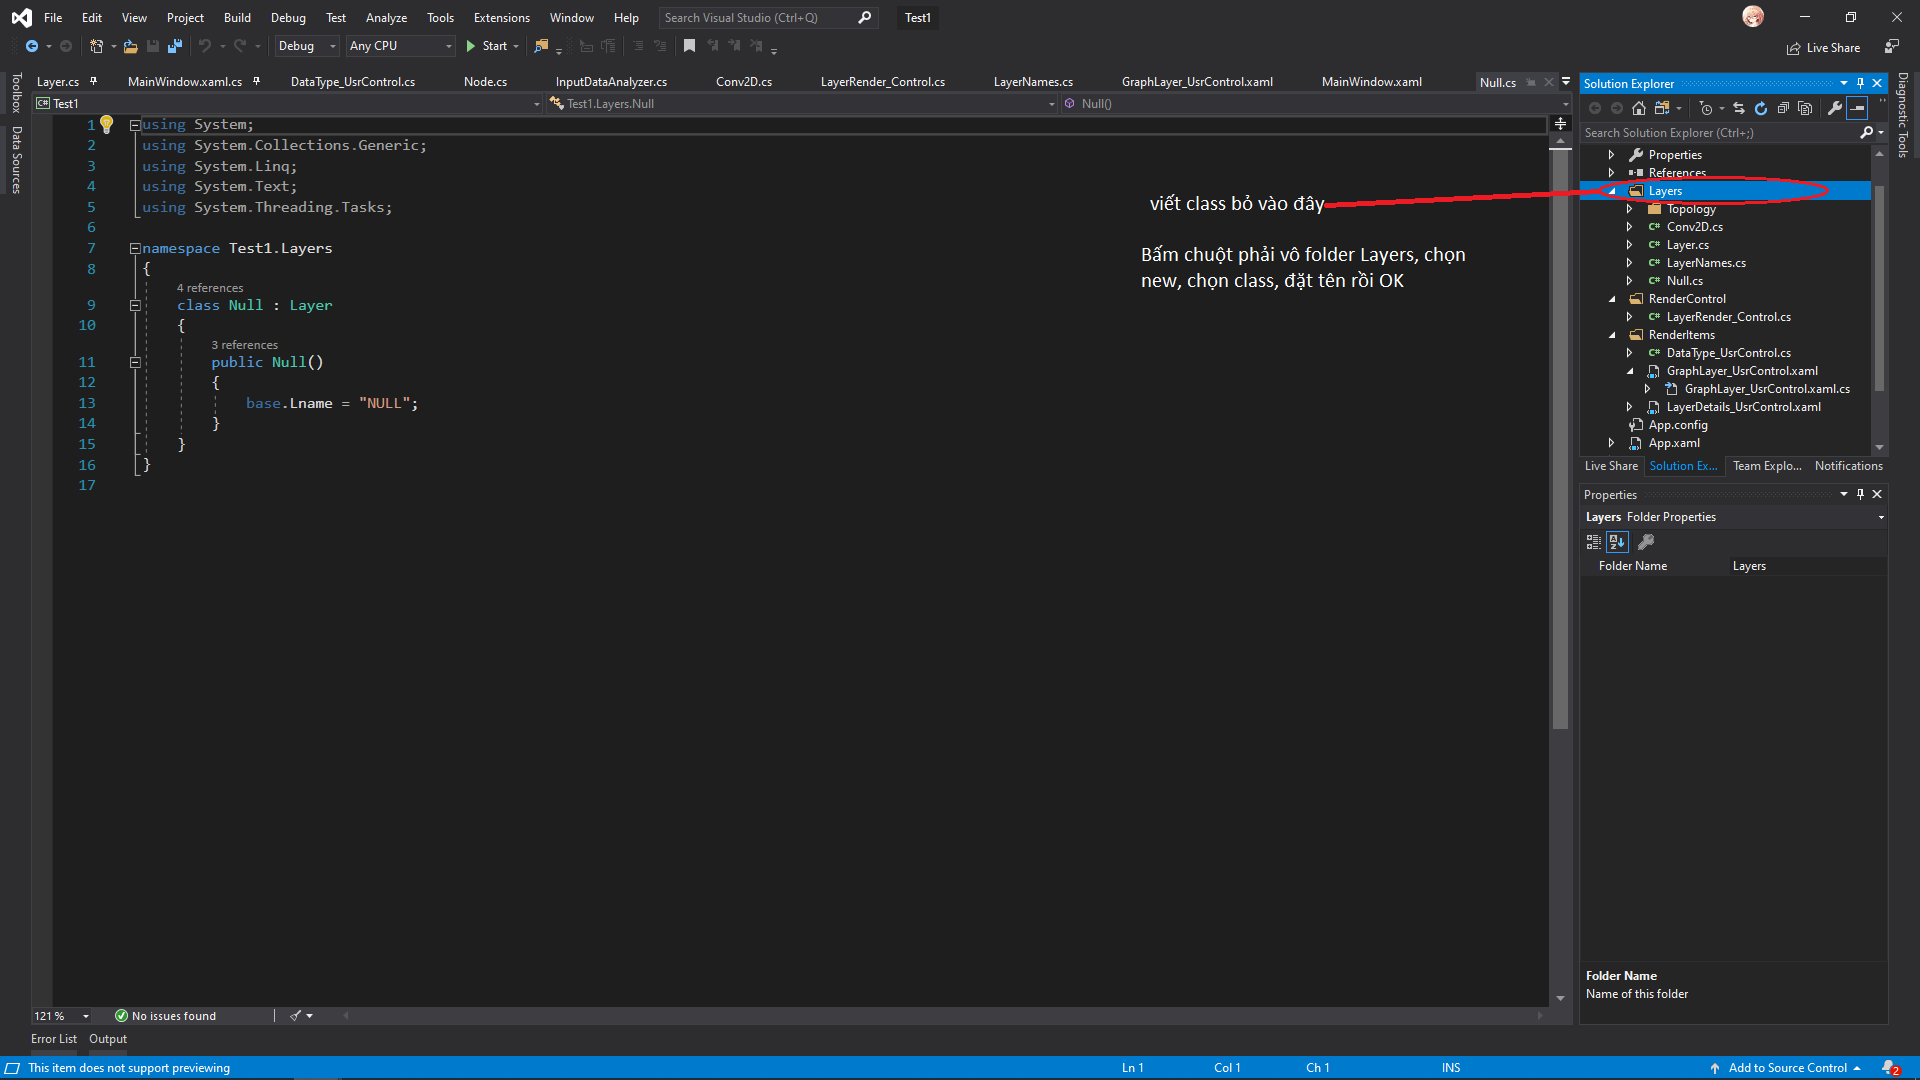 File Edit View Project Build Debug Test Analyze Tools Extensions Window Help Search Visual Studio (Ctrl+Q) Test1
Debug Any CPU Start Live Share
Layer.cs MainWindow.xaml.cs DataType_UsrControl.cs Node.cs InputDataAnalyzer.cs Conv2D.cs LayerRender_Control.cs LayerNames.cs GraphLayer_UsrControl.xaml MainWindow.xaml Null.cs
Test1 Test1.Layers.Null Null()
Toolbox
Data Sources
1 using System;
2 using System.Collections.Generic;
3 using System.Linq;
4 using System.Text;
5 using System.Threading.Tasks;
6
7 namespace Test1.Layers
8 {
4 references
9 class Null : Layer
10 {
3 references
11 public Null()
12 {
13 base.Lname = "NULL";
14 }
15 }
16 }
17
viết class bỏ vào đây
Bấm chuột phải vô folder Layers, chọn
new, chọn class, đặt tên rồi OK
Solution Explorer
Search Solution Explorer (Ctrl+;)
Properties
References
Layers
Topology
C# Conv2D.cs
C# Layer.cs
C# LayerNames.cs
C# Null.cs
RenderControl
C# LayerRender_Control.cs
RenderItems
C# DataType_UsrControl.cs
GraphLayer_UsrControl.xaml
GraphLayer_UsrControl.xaml.cs
LayerDetails_UsrControl.xaml
App.config
App.xaml
Live Share Solution Ex... Team Explo... Notifications
Properties
Layers Folder Properties
Folder Name Layers
Folder Name
Name of this folder
Diagnostic Tools
121 % No issues found
Error List Output
This item does not support previewing Ln 1 Col 1 Ch 1 INS Add to Source Control 2